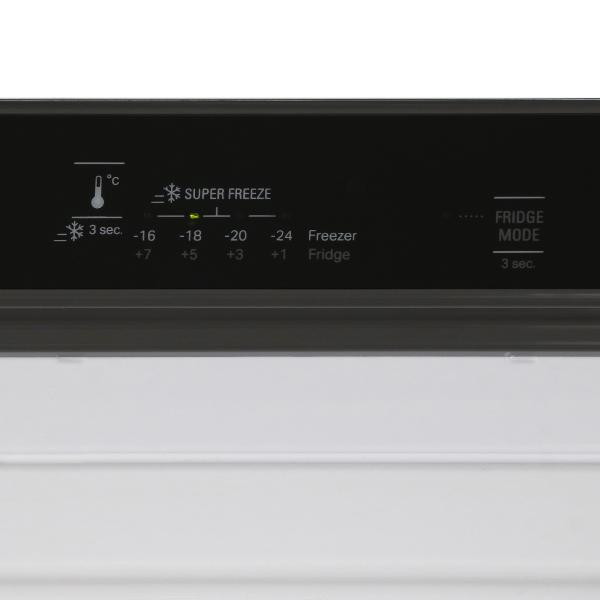 °C
SUPER FREEZE
3 sec.
-16 -18 -20 -24 Freezer
+7 +5 +3 +1 Fridge
FRIDGE
MODE
3 sec.